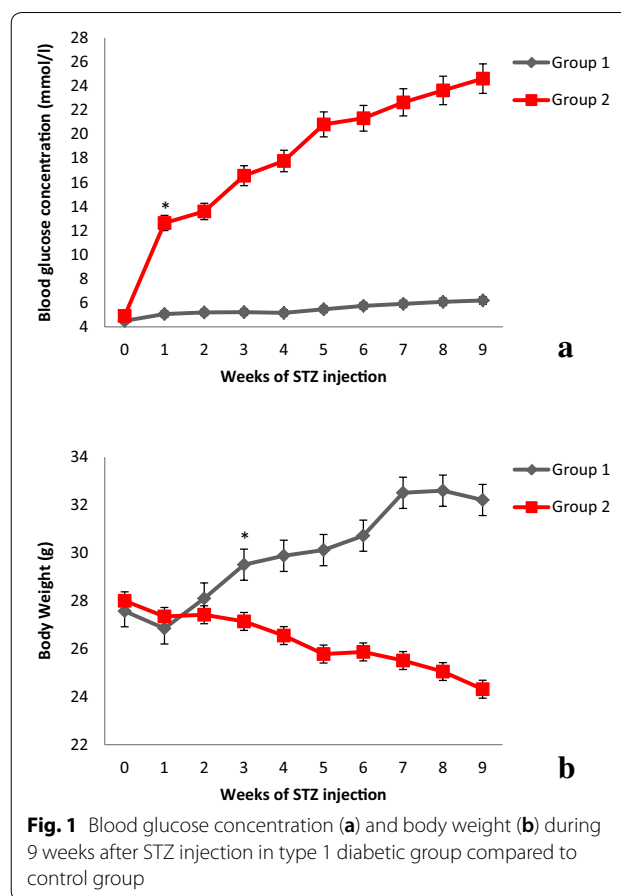 28
26
24
22
20
18
16
14
12
10
8
6
4
Blood glucose concentration (mmol/l)
*
Group 1
Group 2
0 1 2 3 4 5 6 7 8 9
Weeks of STZ injection
a
34
32
30
28
26
24
22
Body Weight (g)
*
Group 1
Group 2
0 1 2 3 4 5 6 7 8 9
Weeks of STZ injection
b
Fig. 1 Blood glucose concentration (a) and body weight (b) during
9 weeks after STZ injection in type 1 diabetic group compared to
control group